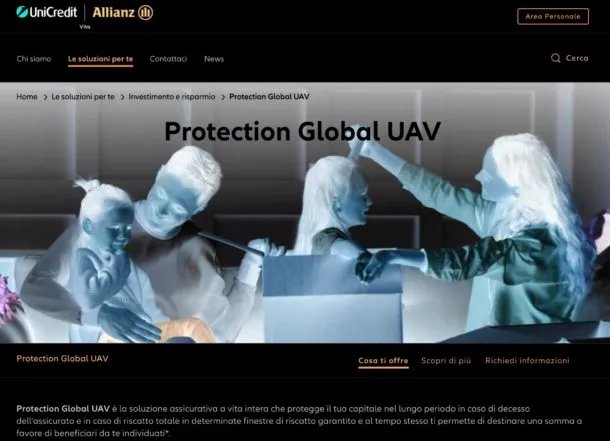 UniCredit Allianz
Vita
Area Personale
Chi siamo Le soluzioni per te Contattaci News Cerca
Home > Le soluzioni per te > Investimento e risparmio > Protection Global UAV
Protection Global UAV
Protection Global UAV Cosa ti offre Scopri di più Richiedi informazioni
Protection Global UAV è la soluzione assicurativa a vita intera che protegge il tuo capitale nel lungo periodo in caso di decesso
dell'assicurato e in caso di riscatto totale in determinate finestre di riscatto garantito e al tempo stesso ti permette di destinare una somma a
favore di beneficiari da te individuati*.